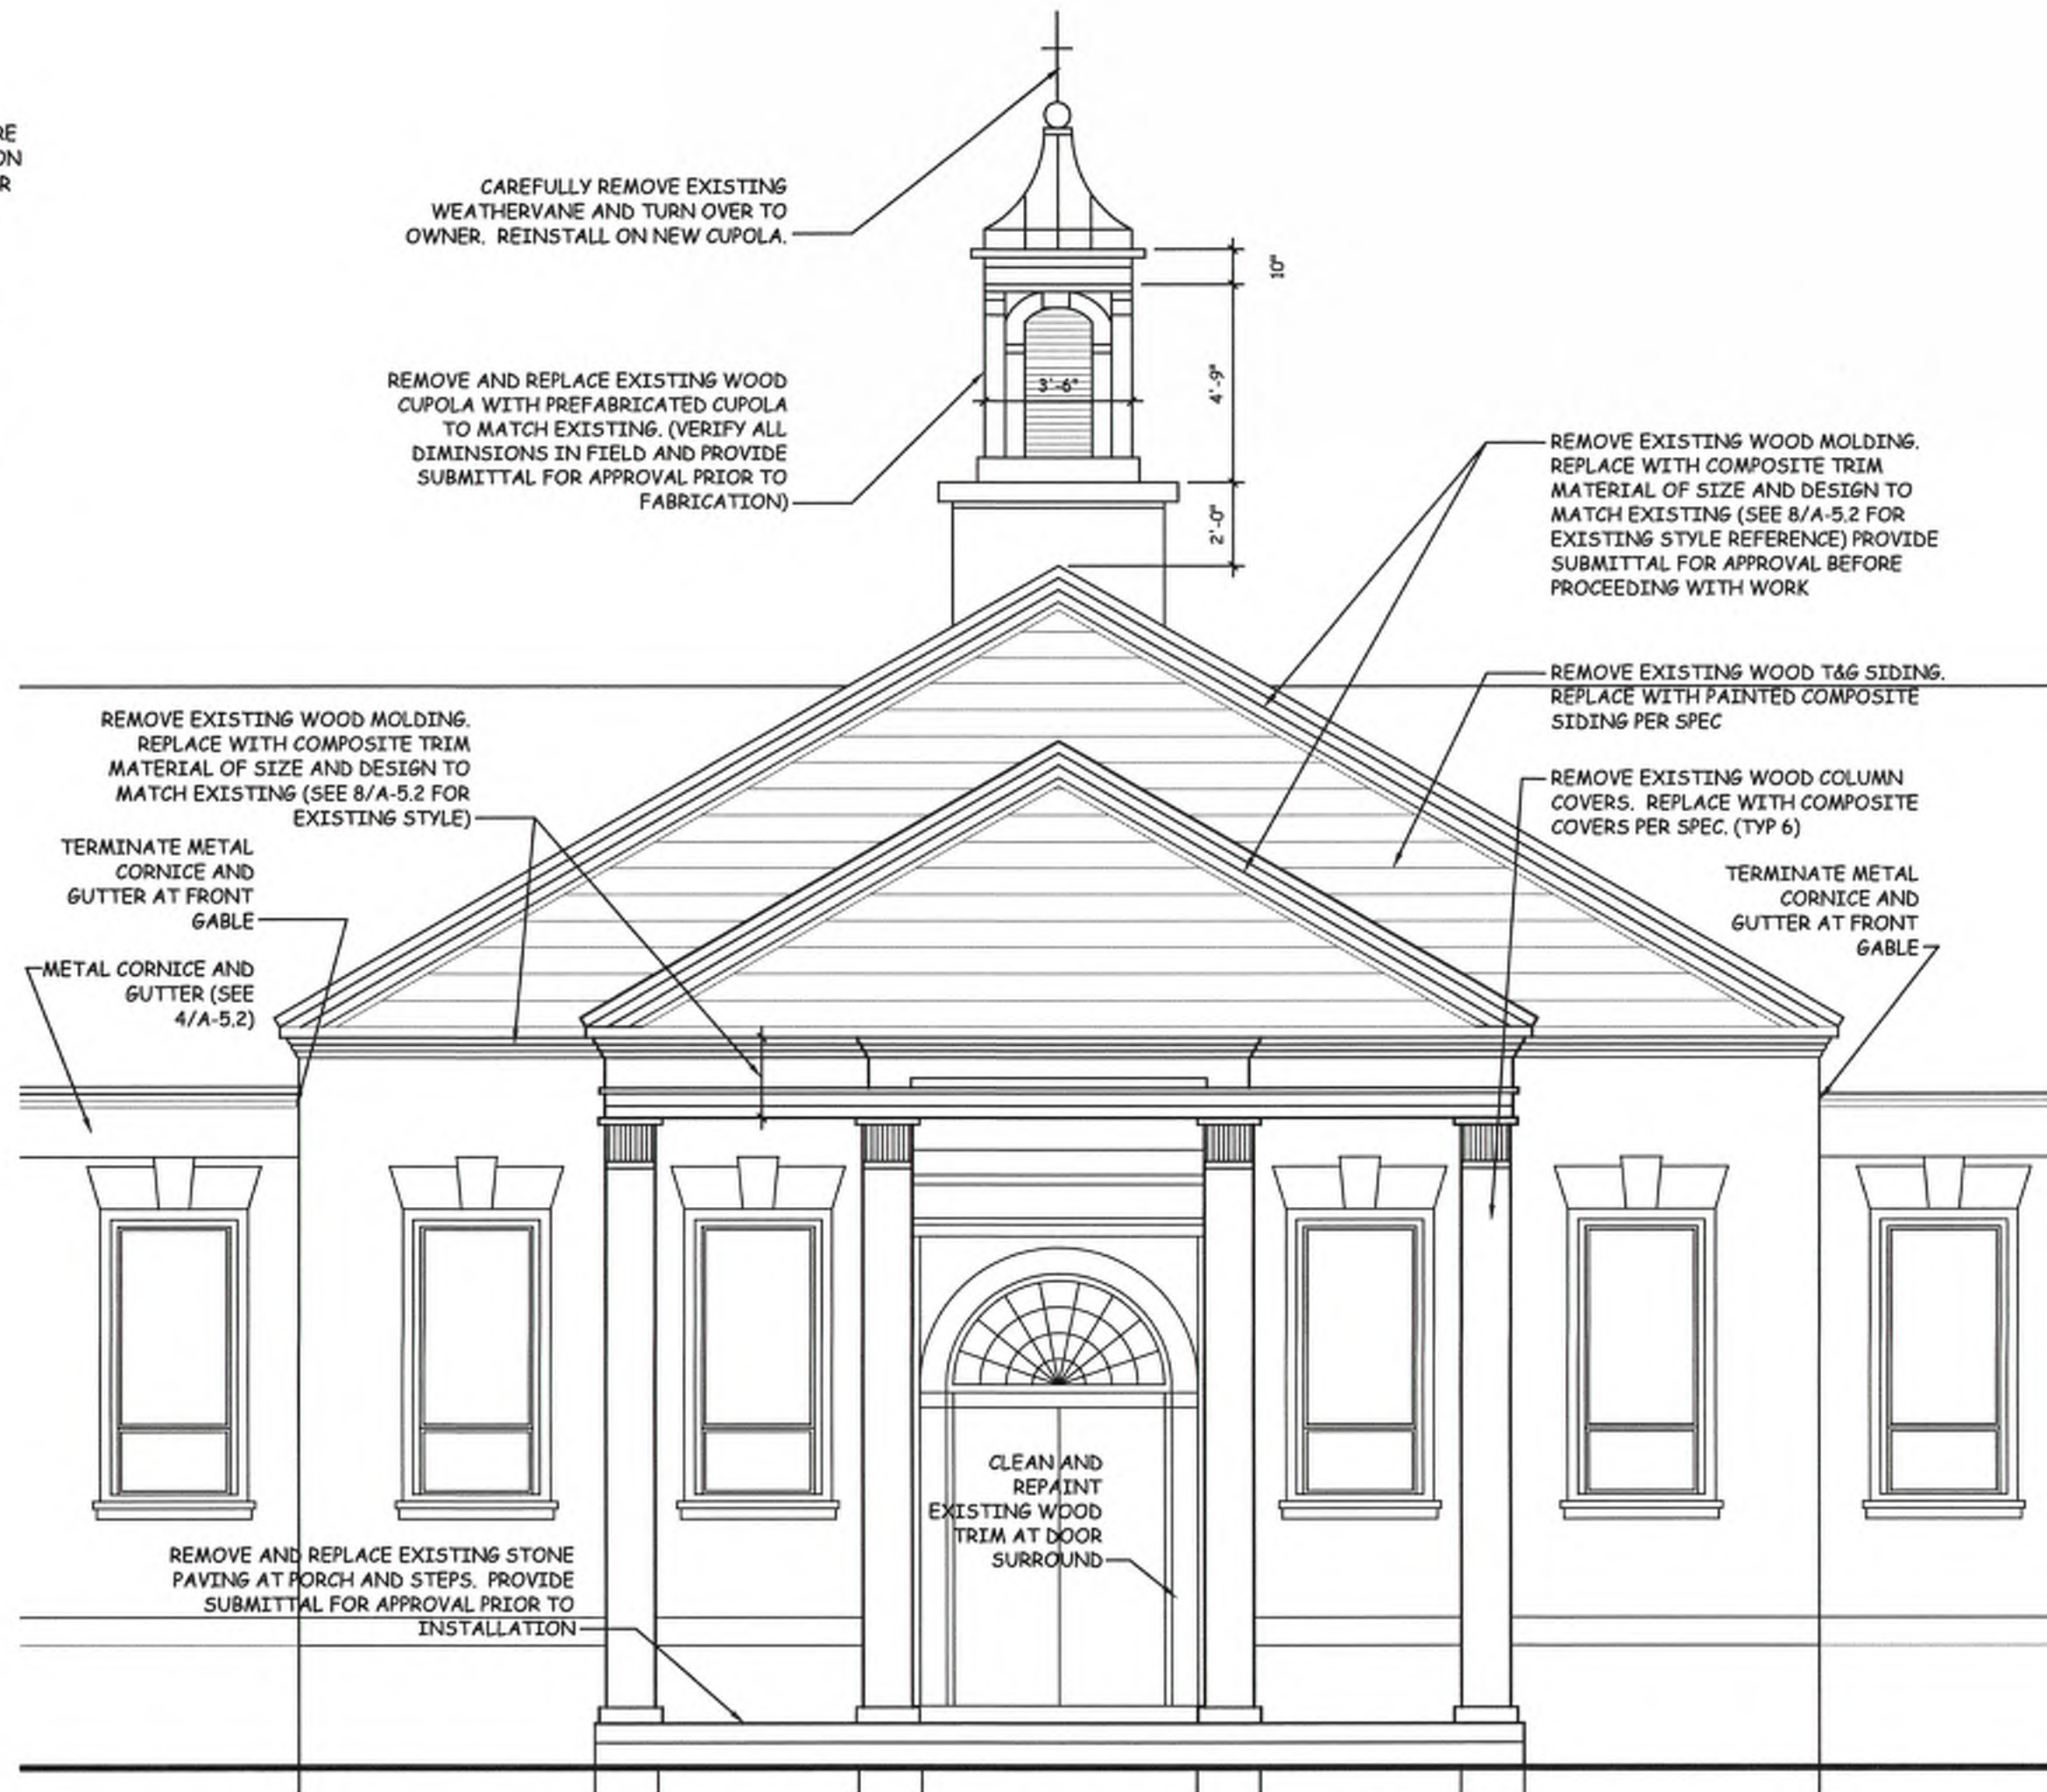 RE
ON
R
CAREFULLY REMOVE EXISTING
WEATHERVANE AND TURN OVER TO
OWNER. REINSTALL ON NEW CUPOLA.
10"
REMOVE AND REPLACE EXISTING WOOD
CUPOLA WITH PREFABRICATED CUPOLA
TO MATCH EXISTING. (VERIFY ALL
DIMINSIONS IN FIELD AND PROVIDE
SUBMITTAL FOR APPROVAL PRIOR TO
FABRICATION)
3'-6"
4'-9"
2'-0"
REMOVE EXISTING WOOD MOLDING.
REPLACE WITH COMPOSITE TRIM
MATERIAL OF SIZE AND DESIGN TO
MATCH EXISTING (SEE 8/A-5.2 FOR
EXISTING STYLE REFERENCE) PROVIDE
SUBMITTAL FOR APPROVAL BEFORE
PROCEEDING WITH WORK
REMOVE EXISTING WOOD T&G SIDING.
REPLACE WITH PAINTED COMPOSITE
SIDING PER SPEC
REMOVE EXISTING WOOD MOLDING.
REPLACE WITH COMPOSITE TRIM
MATERIAL OF SIZE AND DESIGN TO
MATCH EXISTING (SEE 8/A-5.2 FOR
EXISTING STYLE)
REMOVE EXISTING WOOD COLUMN
COVERS. REPLACE WITH COMPOSITE
COVERS PER SPEC. (TYP 6)
TERMINATE METAL
CORNICE AND
GUTTER AT FRONT
GABLE
TERMINATE METAL
CORNICE AND
GUTTER AT FRONT
GABLE
METAL CORNICE AND
GUTTER (SEE
4/A-5.2)
CLEAN AND
REPAINT
EXISTING WOOD
TRIM AT DOOR
SURROUND
REMOVE AND REPLACE EXISTING STONE
PAVING AT PORCH AND STEPS. PROVIDE
SUBMITTAL FOR APPROVAL PRIOR TO
INSTALLATION